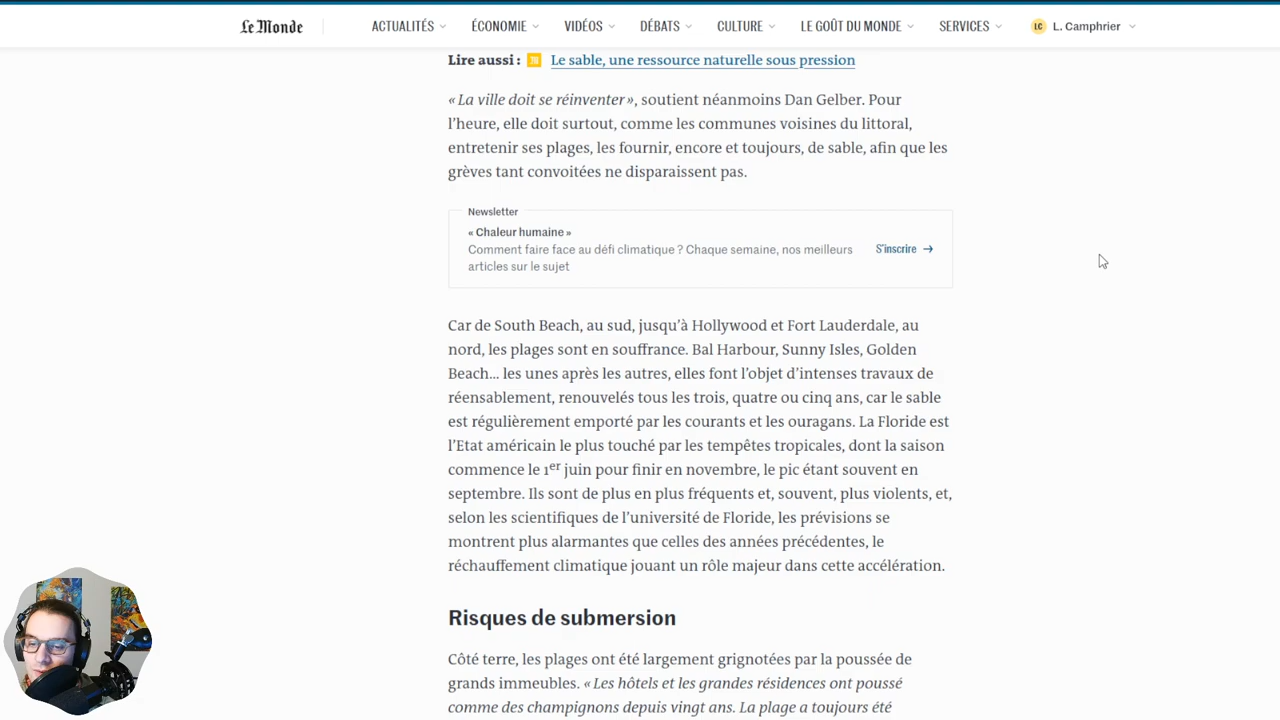 Le Monde
ACTUALITÉS ÉCONOMIE VIDÉOS DÉBATS CULTURE LE GOÛT DU MONDE SERVICES LC L. Camphrier
Lire aussi : Le sable, une ressource naturelle sous pression
« La ville doit se réinventer », soutient néanmoins Dan Gelber. Pour
l’heure, elle doit surtout, comme les communes voisines du littoral,
entretenir ses plages, les fournir, encore et toujours, de sable, afin que les
grèves tant convoitées ne disparaissent pas.
Newsletter
« Chaleur humaine »
Comment faire face au défi climatique ? Chaque semaine, nos meilleurs
articles sur le sujet
S’inscrire →
Car de South Beach, au sud, jusqu’à Hollywood et Fort Lauderdale, au
nord, les plages sont en souffrance. Bal Harbour, Sunny Isles, Golden
Beach… les unes après les autres, elles font l’objet d’intenses travaux de
réensablement, renouvelés tous les trois, quatre ou cinq ans, car le sable
est régulièrement emporté par les courants et les ouragans. La Floride est
l’Etat américain le plus touché par les tempêtes tropicales, dont la saison
commence le 1er juin pour finir en novembre, le pic étant souvent en
septembre. Ils sont de plus en plus fréquents et, souvent, plus violents, et,
selon les scientifiques de l’université de Floride, les prévisions se
montrent plus alarmantes que celles des années précédentes, le
réchauffement climatique jouant un rôle majeur dans cette accélération.
Risques de submersion
Côté terre, les plages ont été largement grignotées par la poussée de
grands immeubles. « Les hôtels et les grandes résidences ont poussé
comme des champignons depuis vingt ans. La plage a toujours été